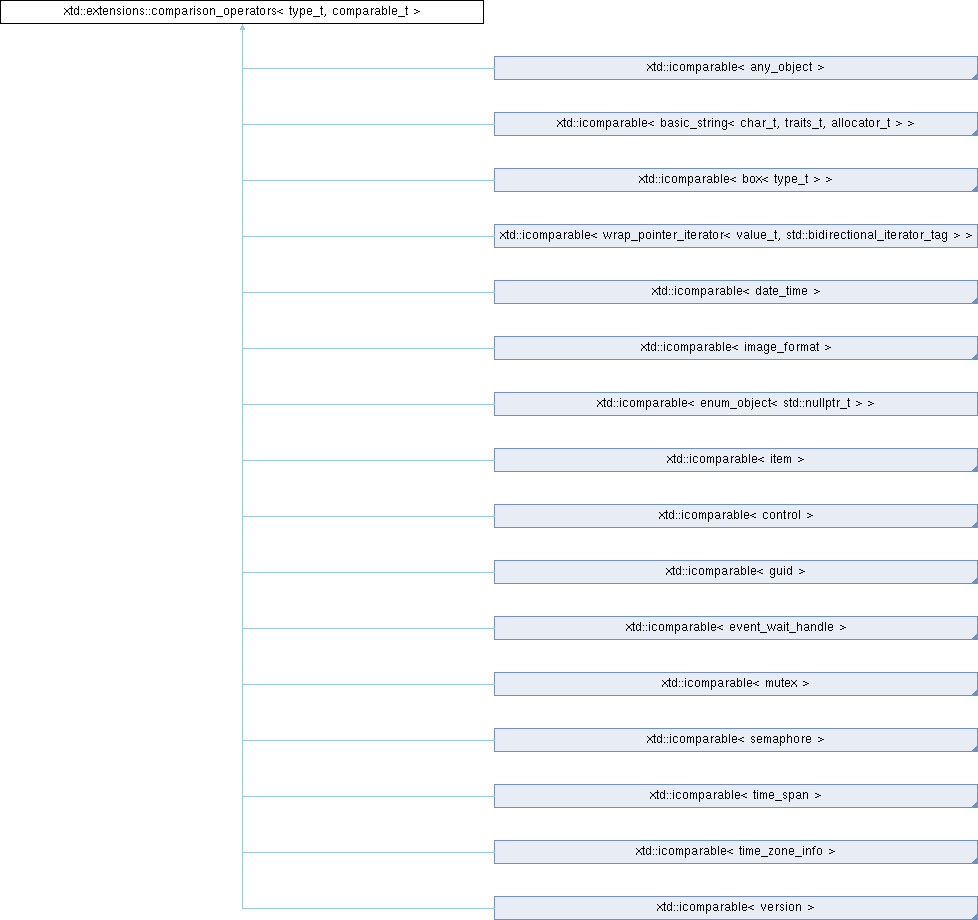 xtd::extensions::comparison_operators< type_t, comparable_t >
xtd::icomparable< any_object >
xtd::icomparable< basic_string< char_t, traits_t, allocator_t > >
xtd::icomparable< box< type_t > >
xtd::icomparable< wrap_pointer_iterator< value_t, std::bidirectional_iterator_tag > >
xtd::icomparable< date_time >
xtd::icomparable< image_format >
xtd::icomparable< enum_object< std::nullptr_t > >
xtd::icomparable< item >
xtd::icomparable< control >
xtd::icomparable< guid >
xtd::icomparable< event_wait_handle >
xtd::icomparable< mutex >
xtd::icomparable< semaphore >
xtd::icomparable< time_span >
xtd::icomparable< time_zone_info >
xtd::icomparable< version >